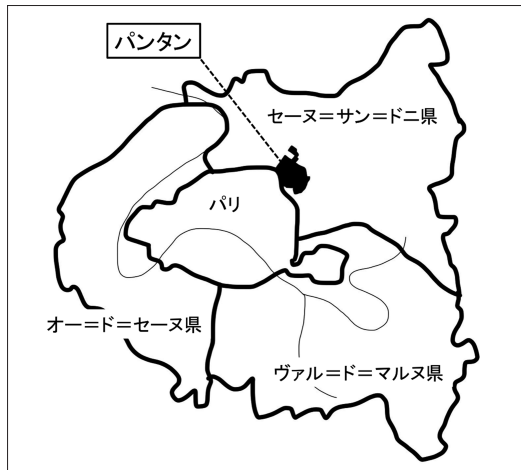 パンタン
セーヌ＝サン＝ドニ県
パリ
オー＝ド＝セーヌ県
ヴァル＝ド＝マルヌ県